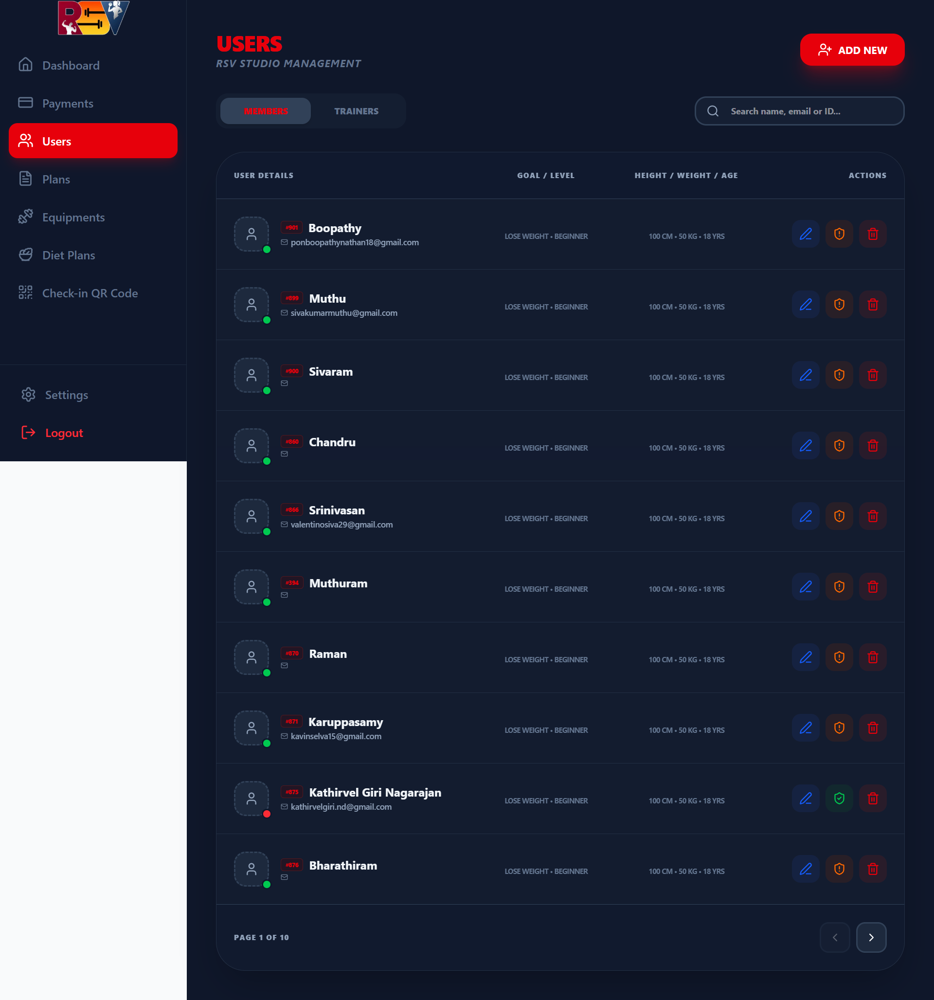 RSV
Dashboard
Payments
Users
Plans
Equipments
Diet Plans
Check-in QR Code
Settings
Logout
USERS
RSV STUDIO MANAGEMENT
ADD NEW
MEMBERS
TRAINERS
Search name, email or ID...
USER DETAILS
GOAL / LEVEL
HEIGHT / WEIGHT / AGE
ACTIONS
#901 Boopathy
ponboopathynathan18@gmail.com
LOSE WEIGHT • BEGINNER
100 CM • 50 KG • 18 YRS
#899 Muthu
sivakumarmuthu@gmail.com
LOSE WEIGHT • BEGINNER
100 CM • 50 KG • 18 YRS
#900 Sivaram
LOSE WEIGHT • BEGINNER
100 CM • 50 KG • 18 YRS
#860 Chandru
LOSE WEIGHT • BEGINNER
100 CM • 50 KG • 18 YRS
#866 Srinivasan
valentinosiva29@gmail.com
LOSE WEIGHT • BEGINNER
100 CM • 50 KG • 18 YRS
#394 Muthuram
LOSE WEIGHT • BEGINNER
100 CM • 50 KG • 18 YRS
#870 Raman
LOSE WEIGHT • BEGINNER
100 CM • 50 KG • 18 YRS
#871 Karuppasamy
kavinselva15@gmail.com
LOSE WEIGHT • BEGINNER
100 CM • 50 KG • 18 YRS
#875 Kathirvel Giri Nagarajan
kathirvelgiri.nd@gmail.com
LOSE WEIGHT • BEGINNER
100 CM • 50 KG • 18 YRS
#876 Bharathiram
LOSE WEIGHT • BEGINNER
100 CM • 50 KG • 18 YRS
PAGE 1 OF 10